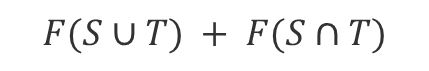 F(S ∪ T) + F(S ∩ T)